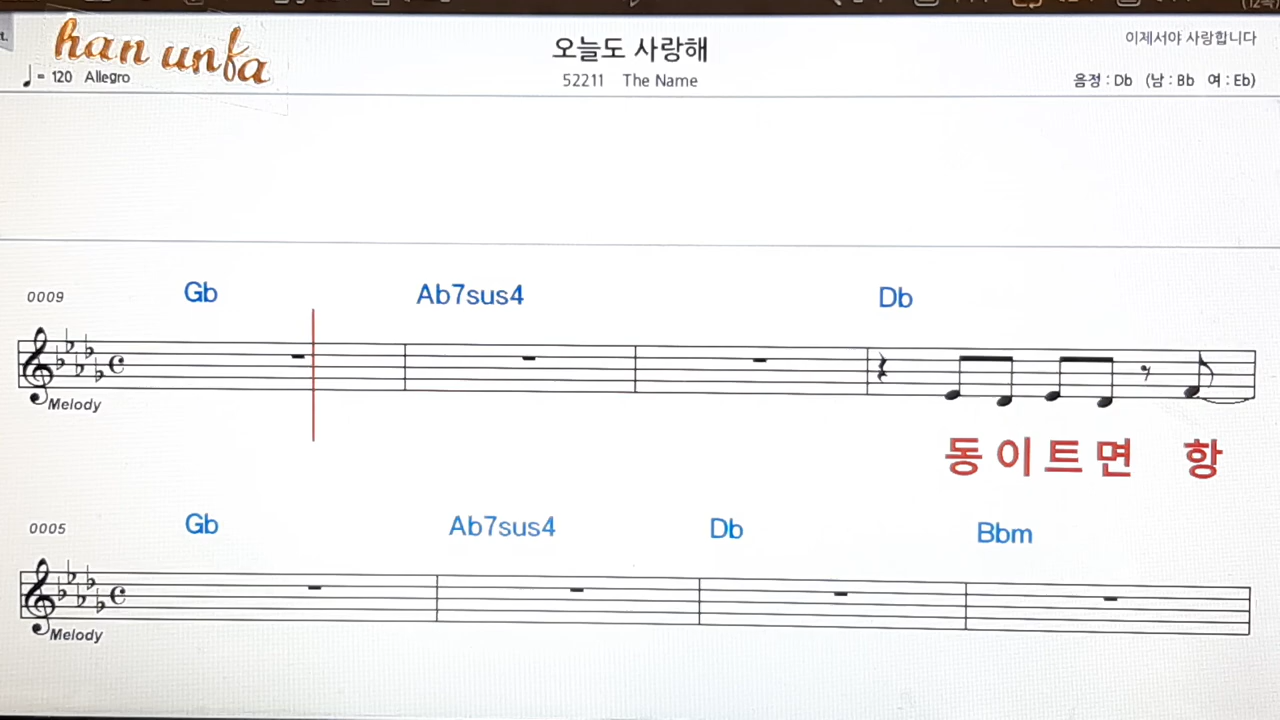 han unfa
오늘도 사랑해
이제서야 사랑합니다
♩= 120 Allegro
52211 The Name
음정 : Db (남 : Bb 여 : Eb)
0009 Gb Ab7sus4 Db
Melody
동 이 트 면 항
0005 Gb Ab7sus4 Db Bbm
Melody